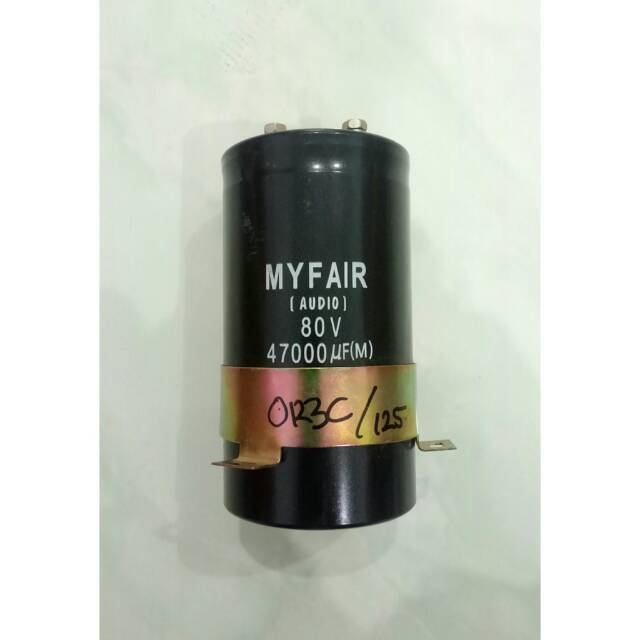 MYFAIR
(AUDIO)
80V
47000µF(M)
OR3C/125